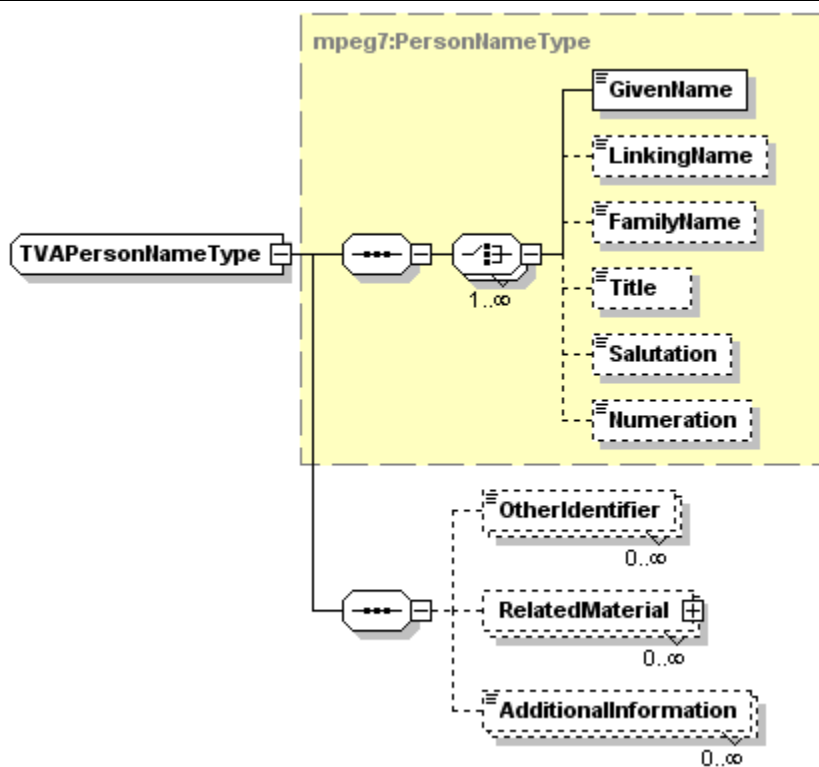 mpeg7:PersonNameType
GivenName
LinkingName
FamilyName
TVAPersonNameType
1..∞
Title
Salutation
Numeration
OtherIdentifier
0..∞
RelatedMaterial
0..∞
AdditionalInformation
0..∞